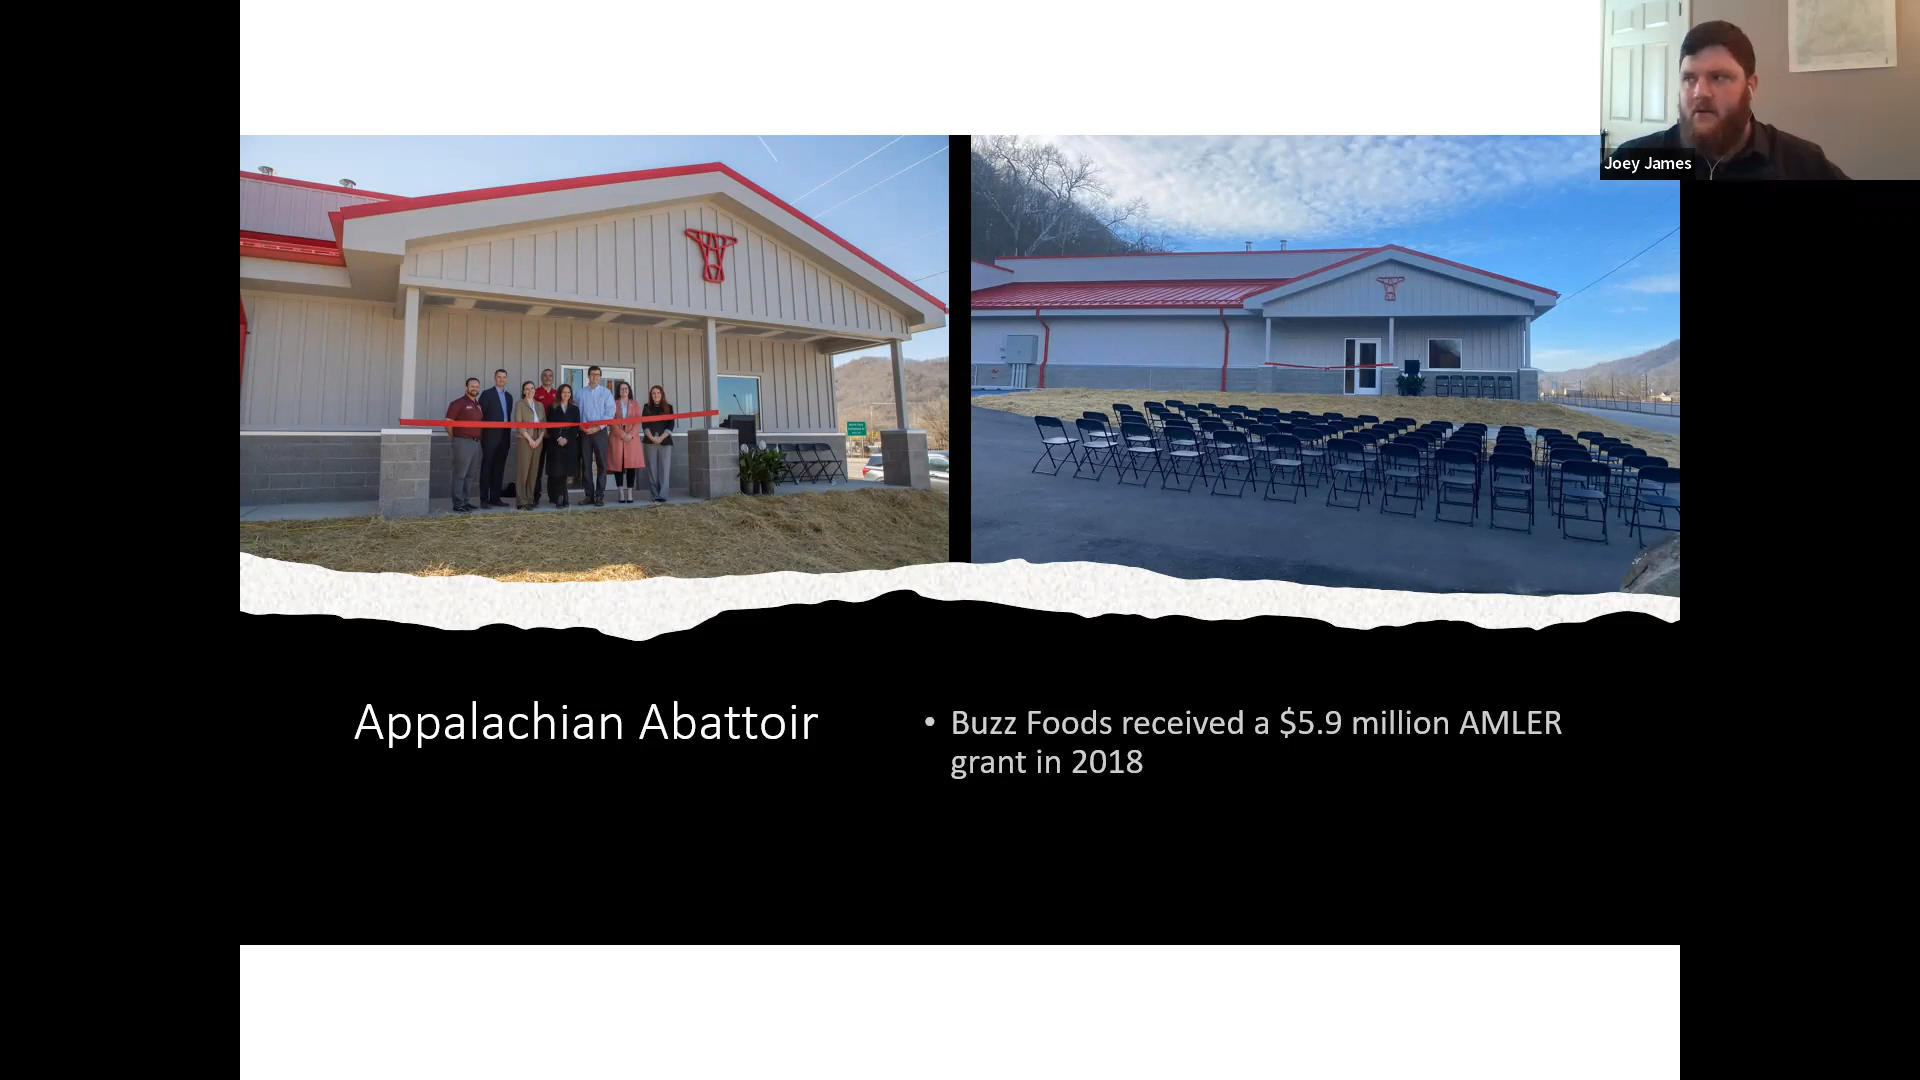 Joey James
Appalachian Abattoir
• Buzz Foods received a $5.9 million AMLER
grant in 2018